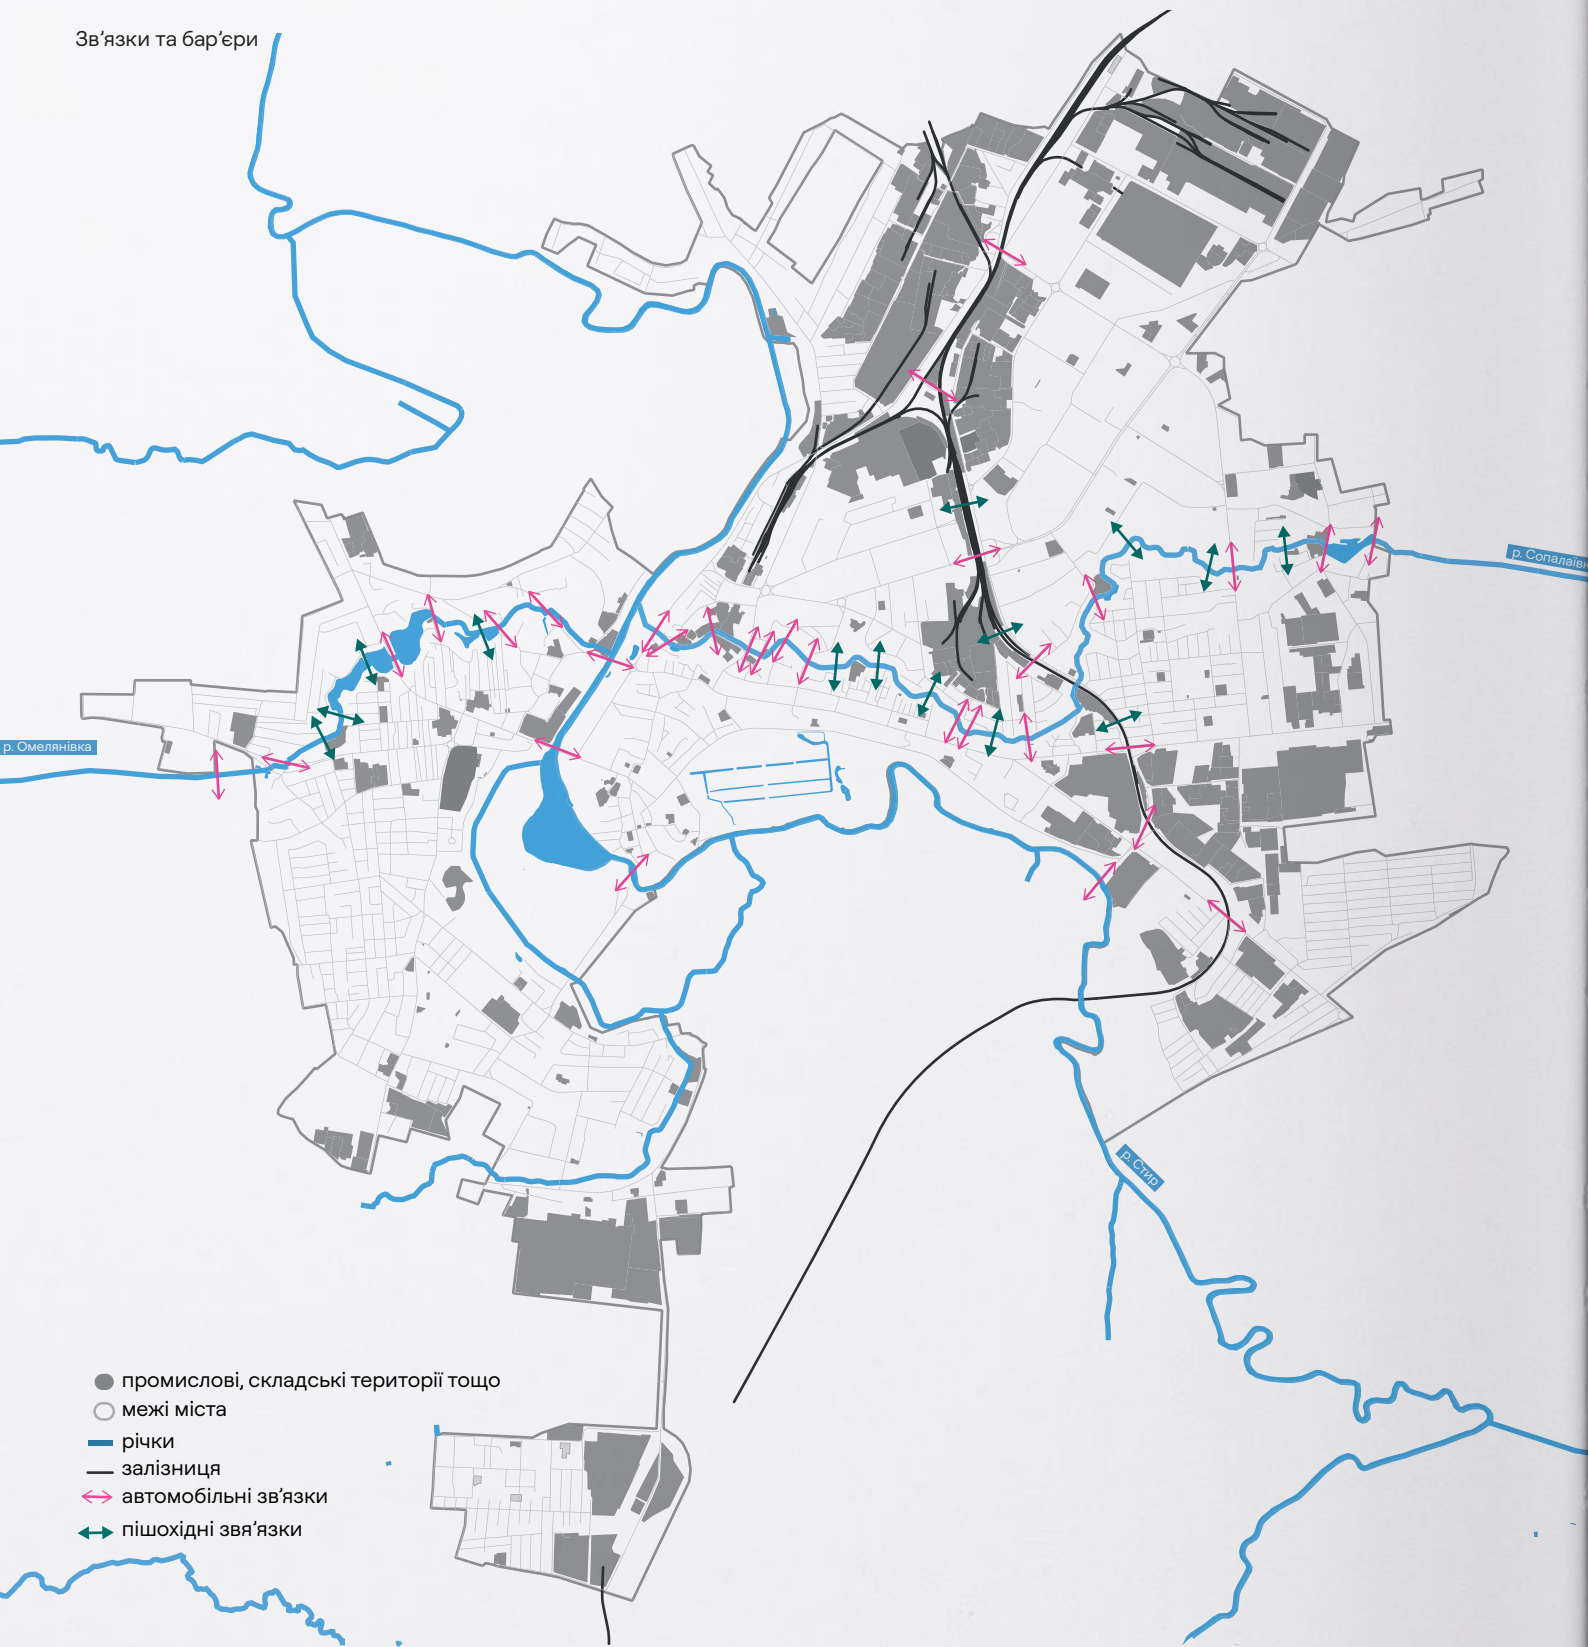 Зв’язки та бар’єри
р. Сопалаївк
р. Омелянівка
р. Стир
промислові, складські території тощо
межі міста
річки
залізниця
автомобільні зв’язки
пішохідні звя’язки